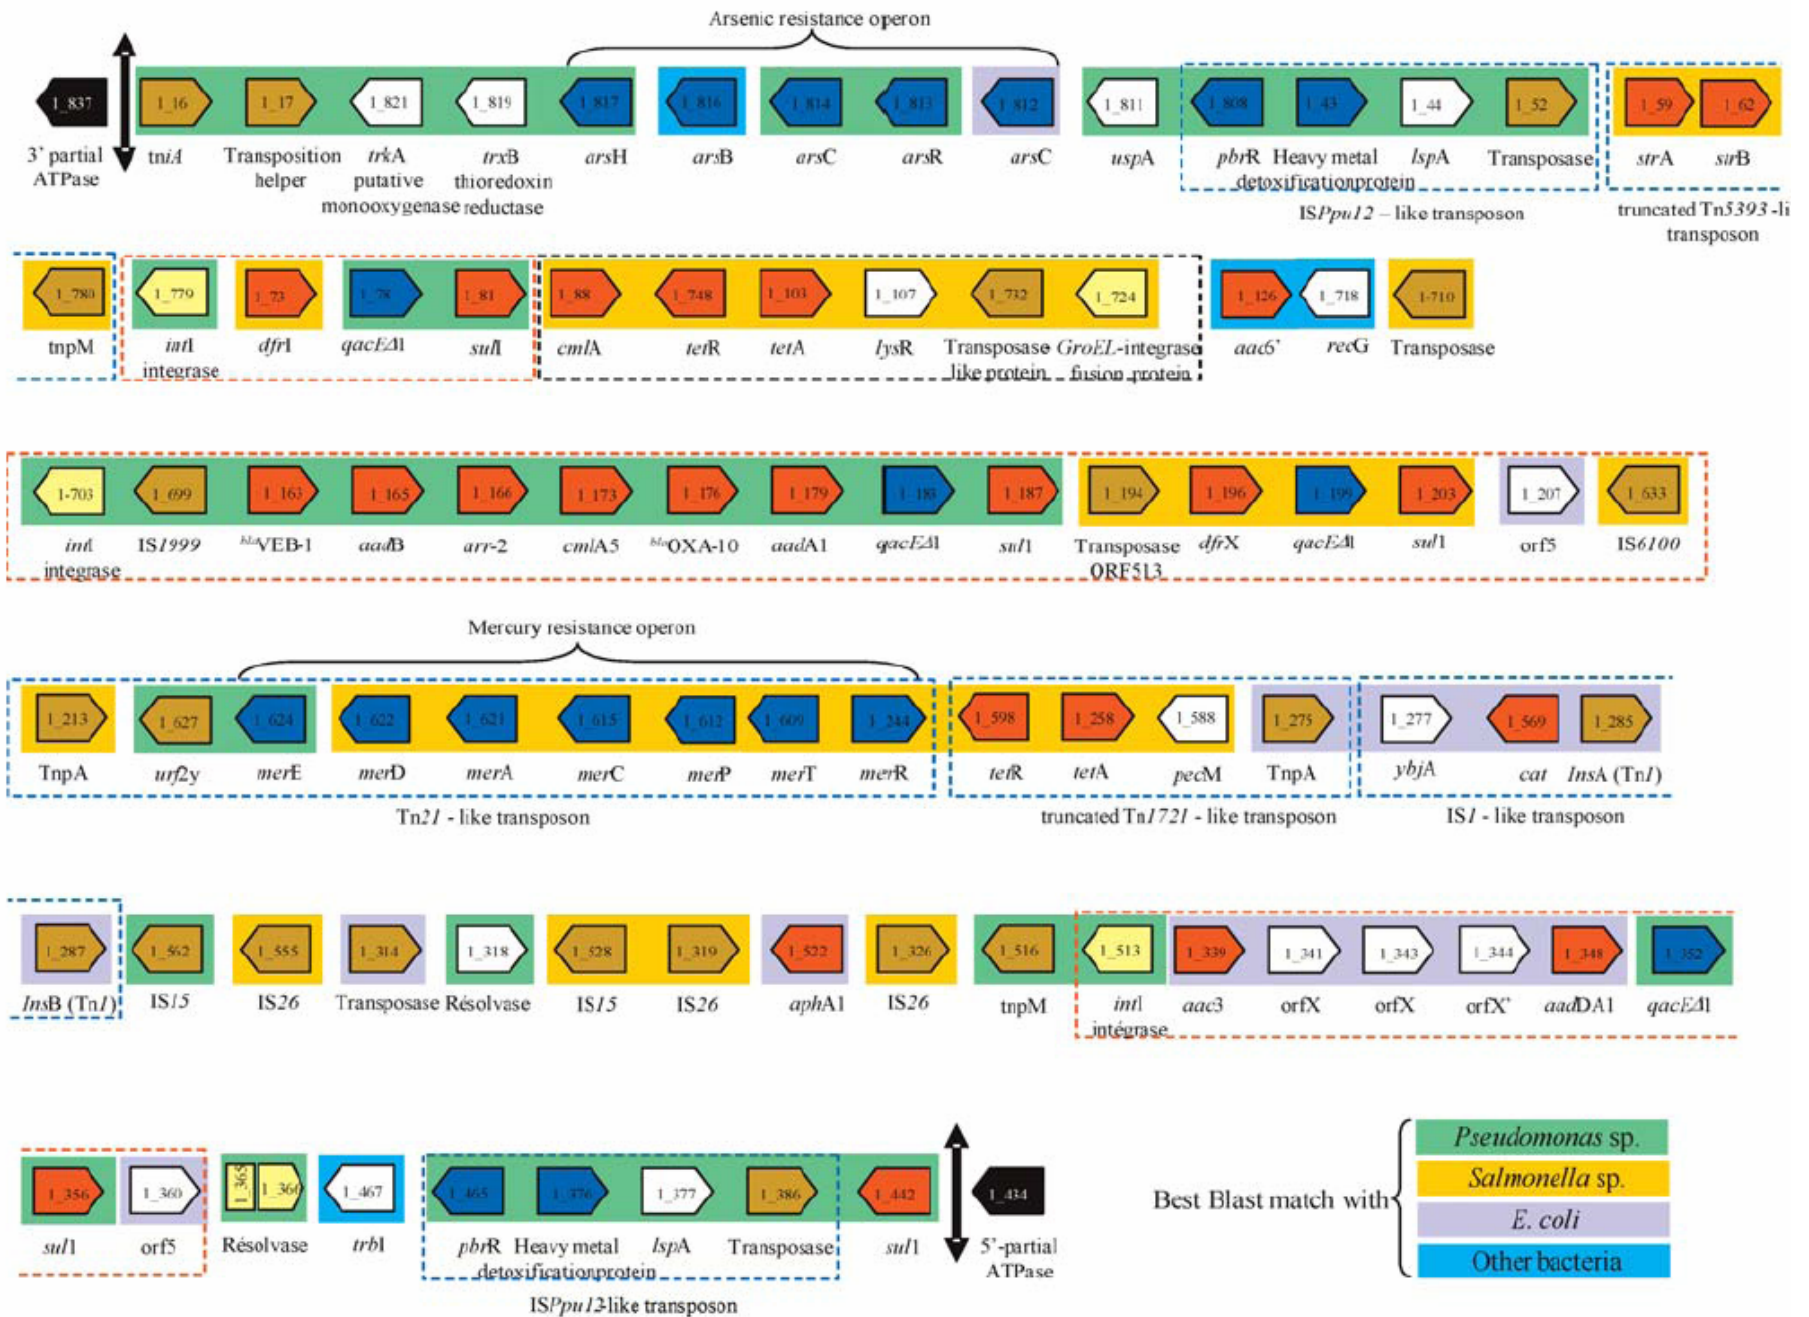 Arsenic resistance operon
1_837 1_16 1_17 1_821 1_819 1_817 1_816 1_814 1_813 1_812 1_811 1_808 1_43 1_44 1_52 1_59 1_62
3' partial ATPase
tniA
Transposition helper
trkA putative monooxygenase
trxB thioredoxin reductase
arsH
arsB
arsC
arsR
arsC
uspA
pbrR
Heavy metal detoxificationprotein
lspA
Transposase
strA
strB
ISPpu12 – like transposon
truncated Tn5393 -li
transposon
1_780 1_779 1_73 1_78 1_81 1_88 1_748 1_103 1_107 1_732 1_724 1_126 1_718 1-710
tnpM
intI integrase
dfrI
qacEΔ1
sulI
cmlA
tetR
tetA
lysR
Transposase like protein
GroEL-integrase fusion protein
aac6'
recG
Transposase
1-703 1_699 1_163 1_165 1_166 1_173 1_176 1_179 1_183 1_187 1_194 1_196 1_199 1_203 1_207 1_633
intI integrase
IS1999
blaVEB-1
aadB
arr-2
cmlA5
blaOXA-10
aadA1
qacEΔ1
sul1
Transposase ORF513
dfrX
qacEΔ1
sul1
orf5
IS6100
Mercury resistance operon
1_213 1_627 1_624 1_622 1_621 1_615 1_612 1_609 1_244 1_598 1_258 1_588 1_275 1_277 1_569 1_285
TnpA
urf2y
merE
merD
merA
merC
merP
merT
merR
tetR
tetA
pecM
TnpA
ybjA
cat
InsA (Tn1)
Tn21 - like transposon
truncated Tn1721 - like transposon
IS1 - like transposon
1_287 1_562 1_555 1_314 1_318 1_528 1_319 1_522 1_326 1_516 1_513 1_339 1_341 1_343 1_344 1_348 1_352
InsB (Tn1)
IS15
IS26
Transposase
Résolvase
IS15
IS26
aphA1
IS26
tnpM
intI intégrase
aac3
orfX
orfX
orfX'
aadDA1
qacEΔ1
1_356 1_360 1_365 1_366 1_467 1_465 1_376 1_377 1_386 1_442 1_434
sul1
orf5
Résolvase
trbI
pbrR
Heavy metal detoxificationprotein
lspA
Transposase
sul1
5'-partial ATPase
ISPpu12-like transposon
Best Blast match with
Pseudomonas sp.
Salmonella sp.
E. coli
Other bacteria